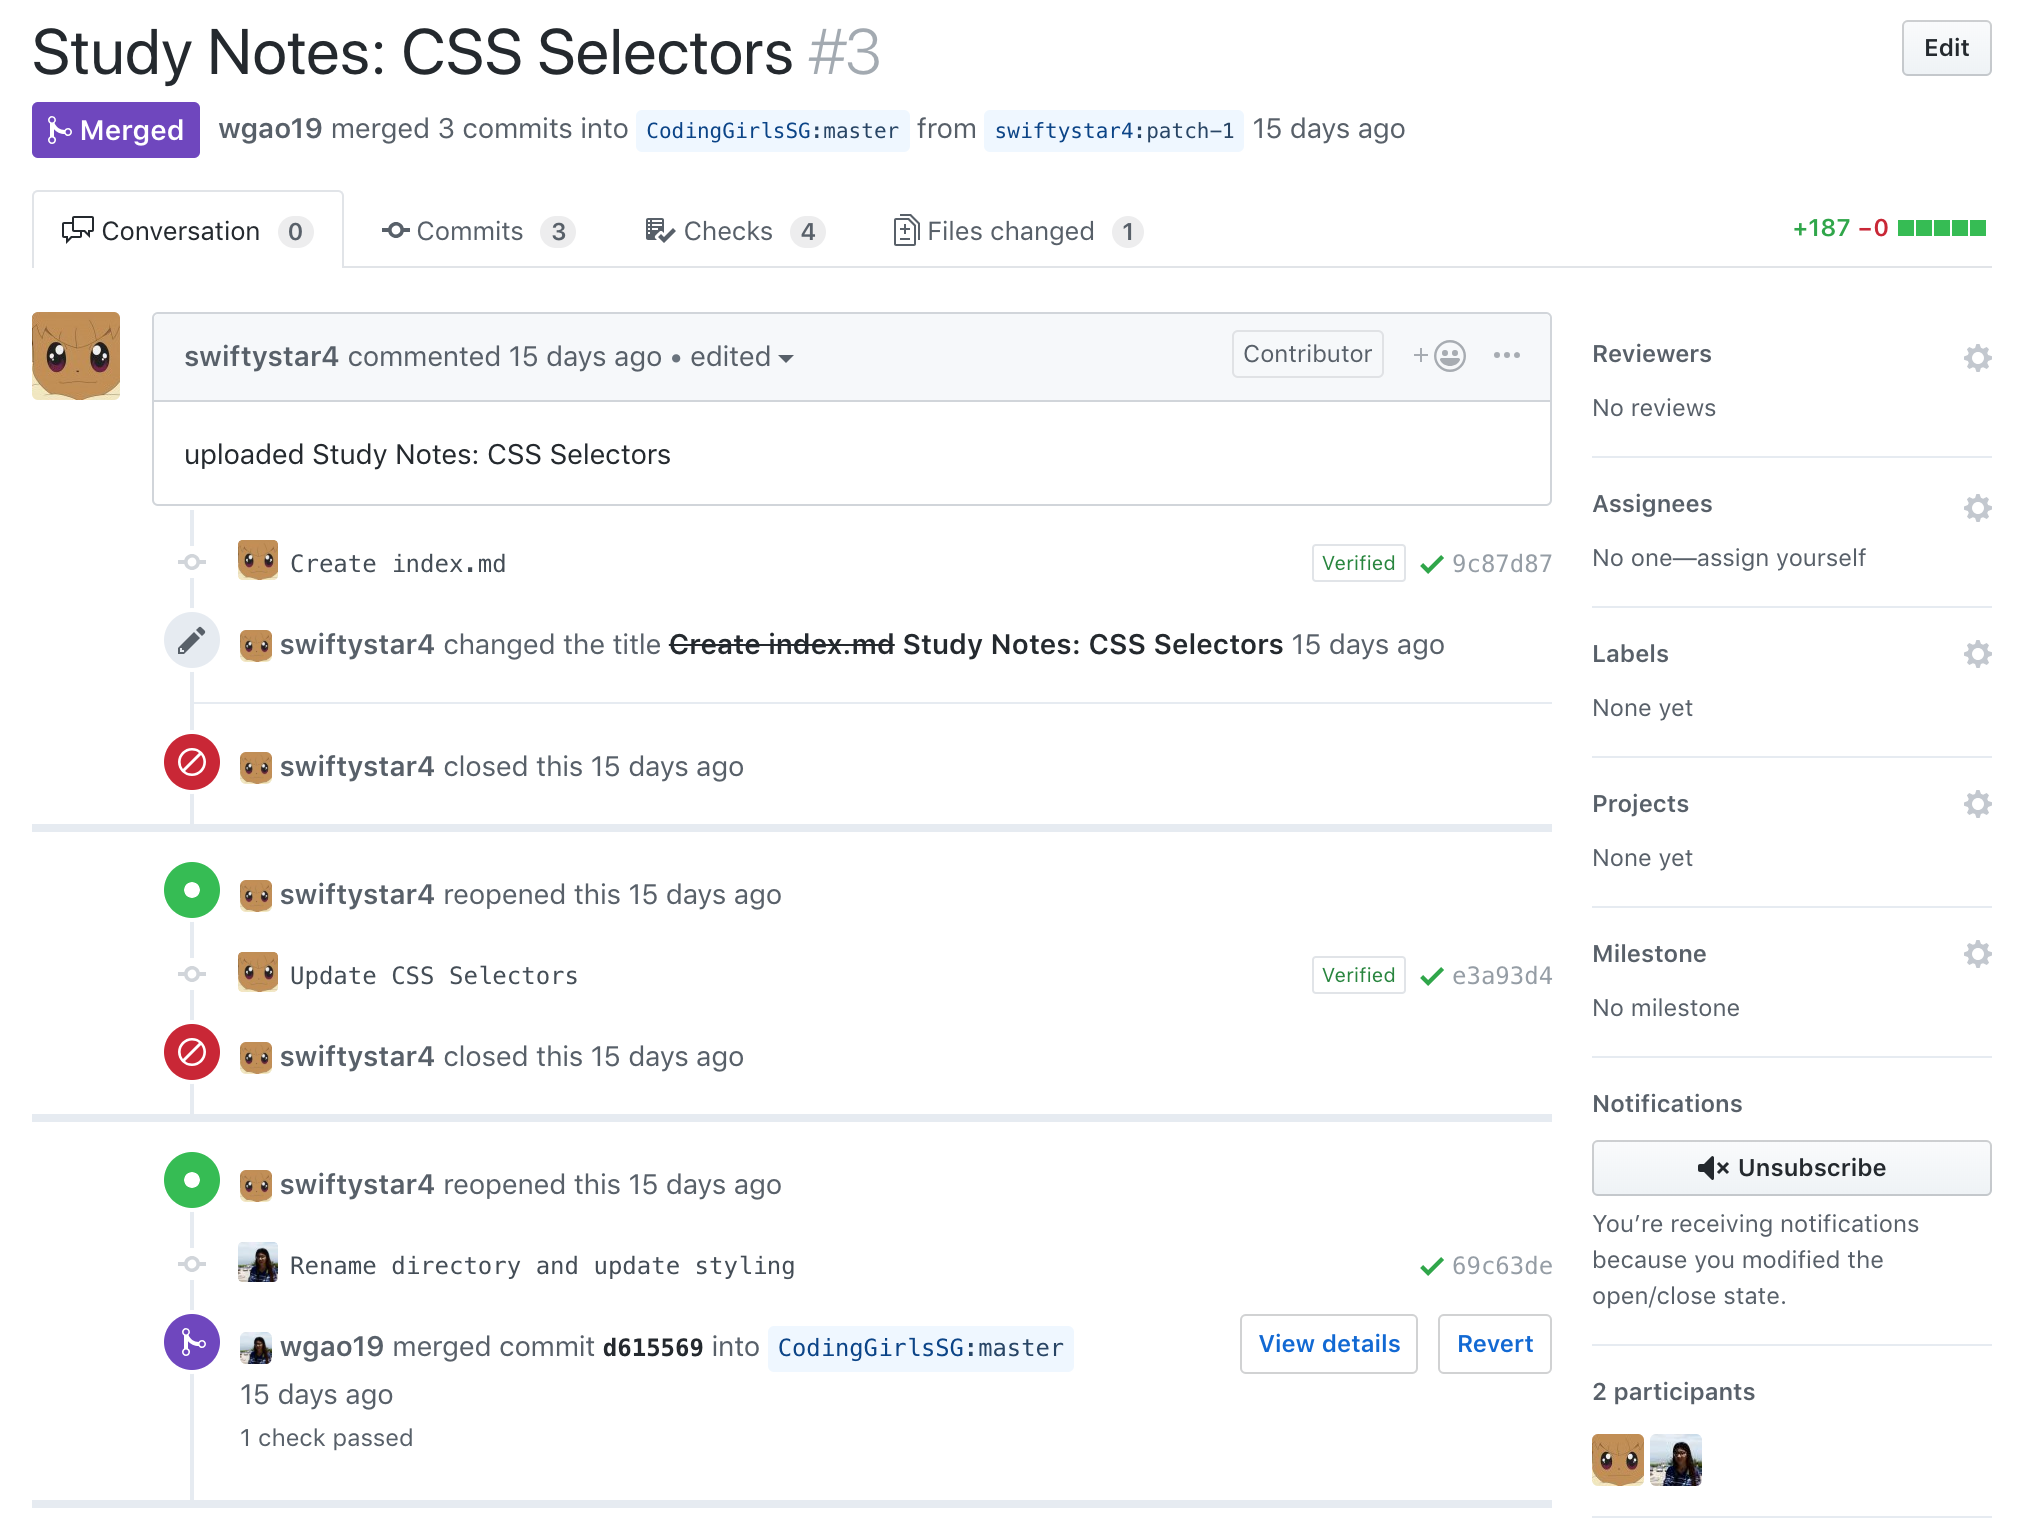 Study Notes: CSS Selectors #3
Edit
Merged wgao19 merged 3 commits into CodingGirlsSG:master from swiftystar4:patch-1 15 days ago
Conversation 0 Commits 3 Checks 4 Files changed 1 +187 −0
swiftystar4 commented 15 days ago • edited Contributor
uploaded Study Notes: CSS Selectors
Create index.md Verified 9c87d87
swiftystar4 changed the title Create index.md Study Notes: CSS Selectors 15 days ago
swiftystar4 closed this 15 days ago
swiftystar4 reopened this 15 days ago
Update CSS Selectors Verified e3a93d4
swiftystar4 closed this 15 days ago
swiftystar4 reopened this 15 days ago
Rename directory and update styling 69c63de
wgao19 merged commit d615569 into CodingGirlsSG:master View details Revert
15 days ago
1 check passed
Reviewers
No reviews
Assignees
No one—assign yourself
Labels
None yet
Projects
None yet
Milestone
No milestone
Notifications
Unsubscribe
You’re receiving notifications
because you modified the
open/close state.
2 participants